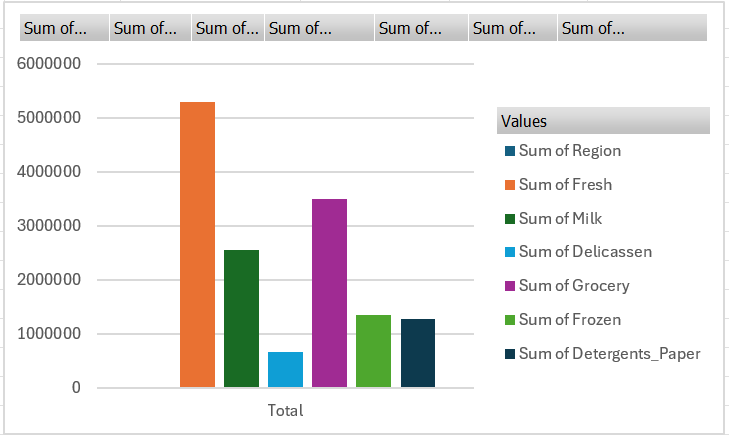 Sum of... Sum of... Sum of... Sum of... Sum of... Sum of... Sum of...
6000000
5000000
4000000
3000000
2000000
1000000
0
Total
Values
Sum of Region
Sum of Fresh
Sum of Milk
Sum of Delicassen
Sum of Grocery
Sum of Frozen
Sum of Detergents_Paper